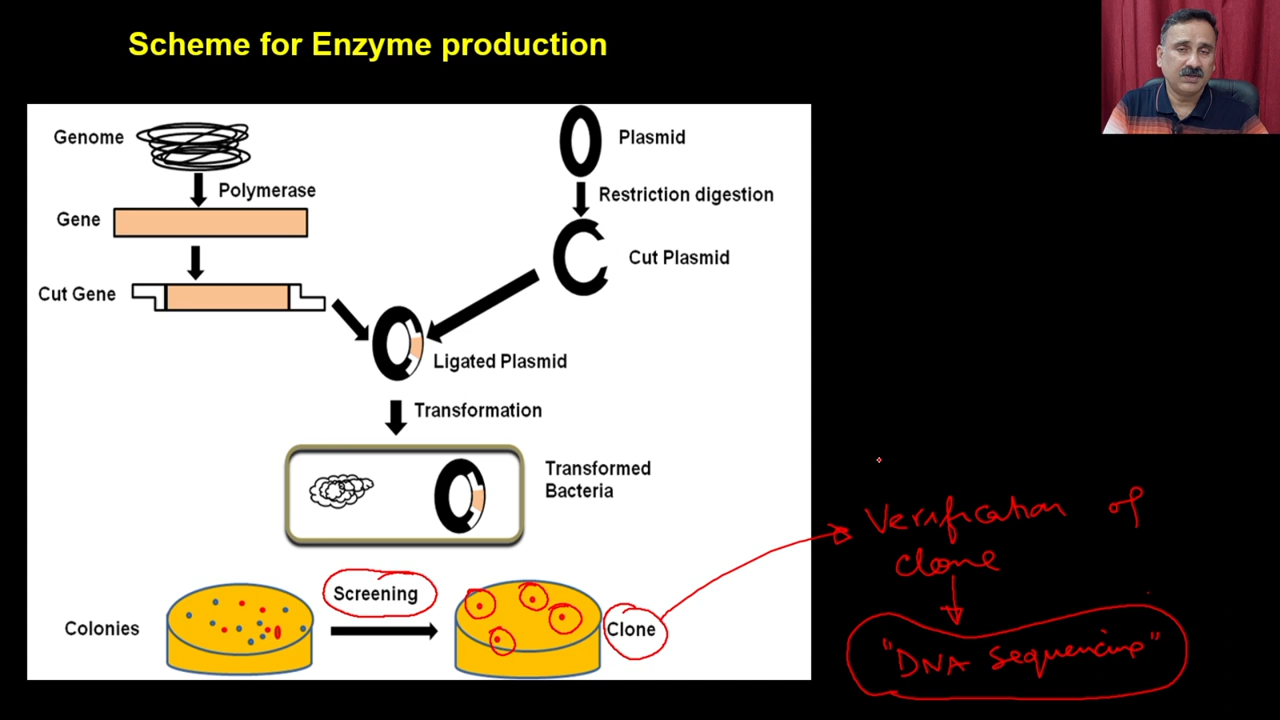 Scheme for Enzyme production
Genome
Plasmid
Polymerase
Restriction digestion
Gene
Cut Plasmid
Cut Gene
Ligated Plasmid
Transformation
Transformed
Bacteria
Screening
Colonies
Clone
Verification of
clone
"DNA Sequencing"